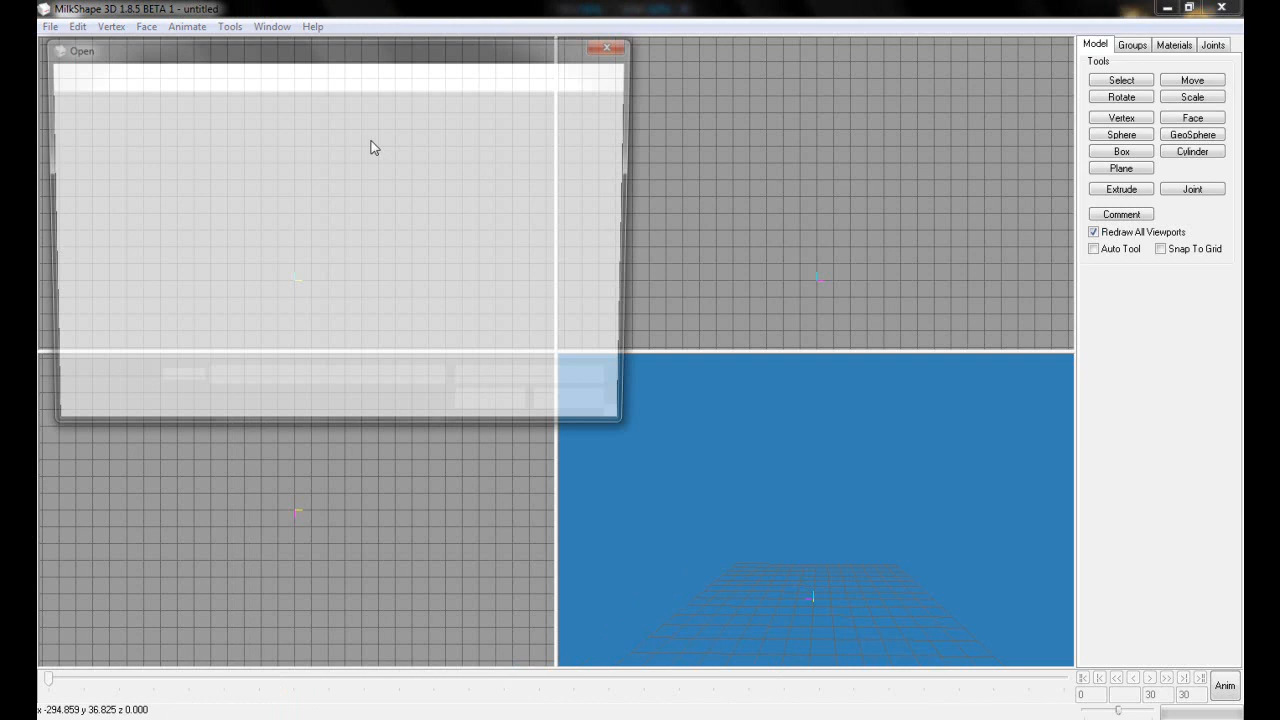 MilkShape 3D 1.8.5 BETA 1 - untitled
File Edit Vertex Face Animate Tools Window Help
Open
Model Groups Materials Joints
Tools
Select Move
Rotate Scale
Vertex Face
Sphere GeoSphere
Box Cylinder
Plane
Extrude Joint
Comment
Redraw All Viewports
Auto Tool Snap To Grid
0 30 30 Anim
x -294.859 y 36.825 z 0.000